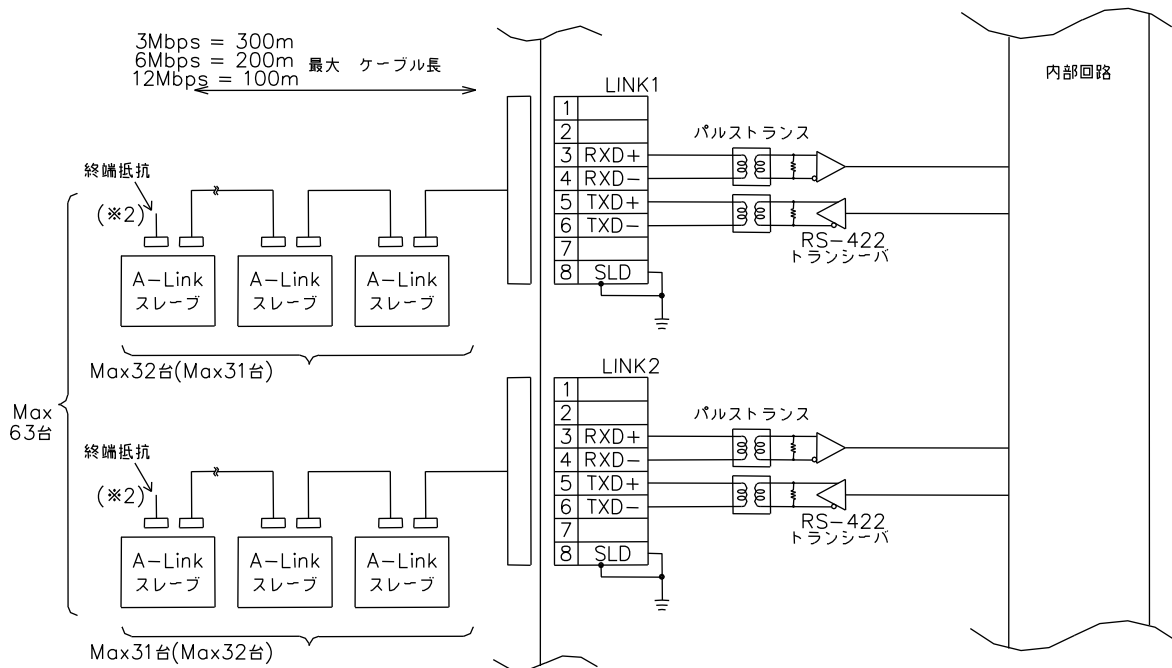 3Mbps = 300m
6Mbps = 200m
12Mbps = 100m
最大 ケーブル長
内部回路
LINK1
1
2
3 RXD+
4 RXD-
5 TXD+
6 TXD-
7
8 SLD
パルストランス
RS-422
トランシーバ
終端抵抗
(※2)
A-Link
スレーブ
A-Link
スレーブ
A-Link
スレーブ
Max32台(Max31台)
Max
63台
LINK2
1
2
3 RXD+
4 RXD-
5 TXD+
6 TXD-
7
8 SLD
パルストランス
RS-422
トランシーバ
終端抵抗
(※2)
A-Link
スレーブ
A-Link
スレーブ
A-Link
スレーブ
Max31台(Max32台)